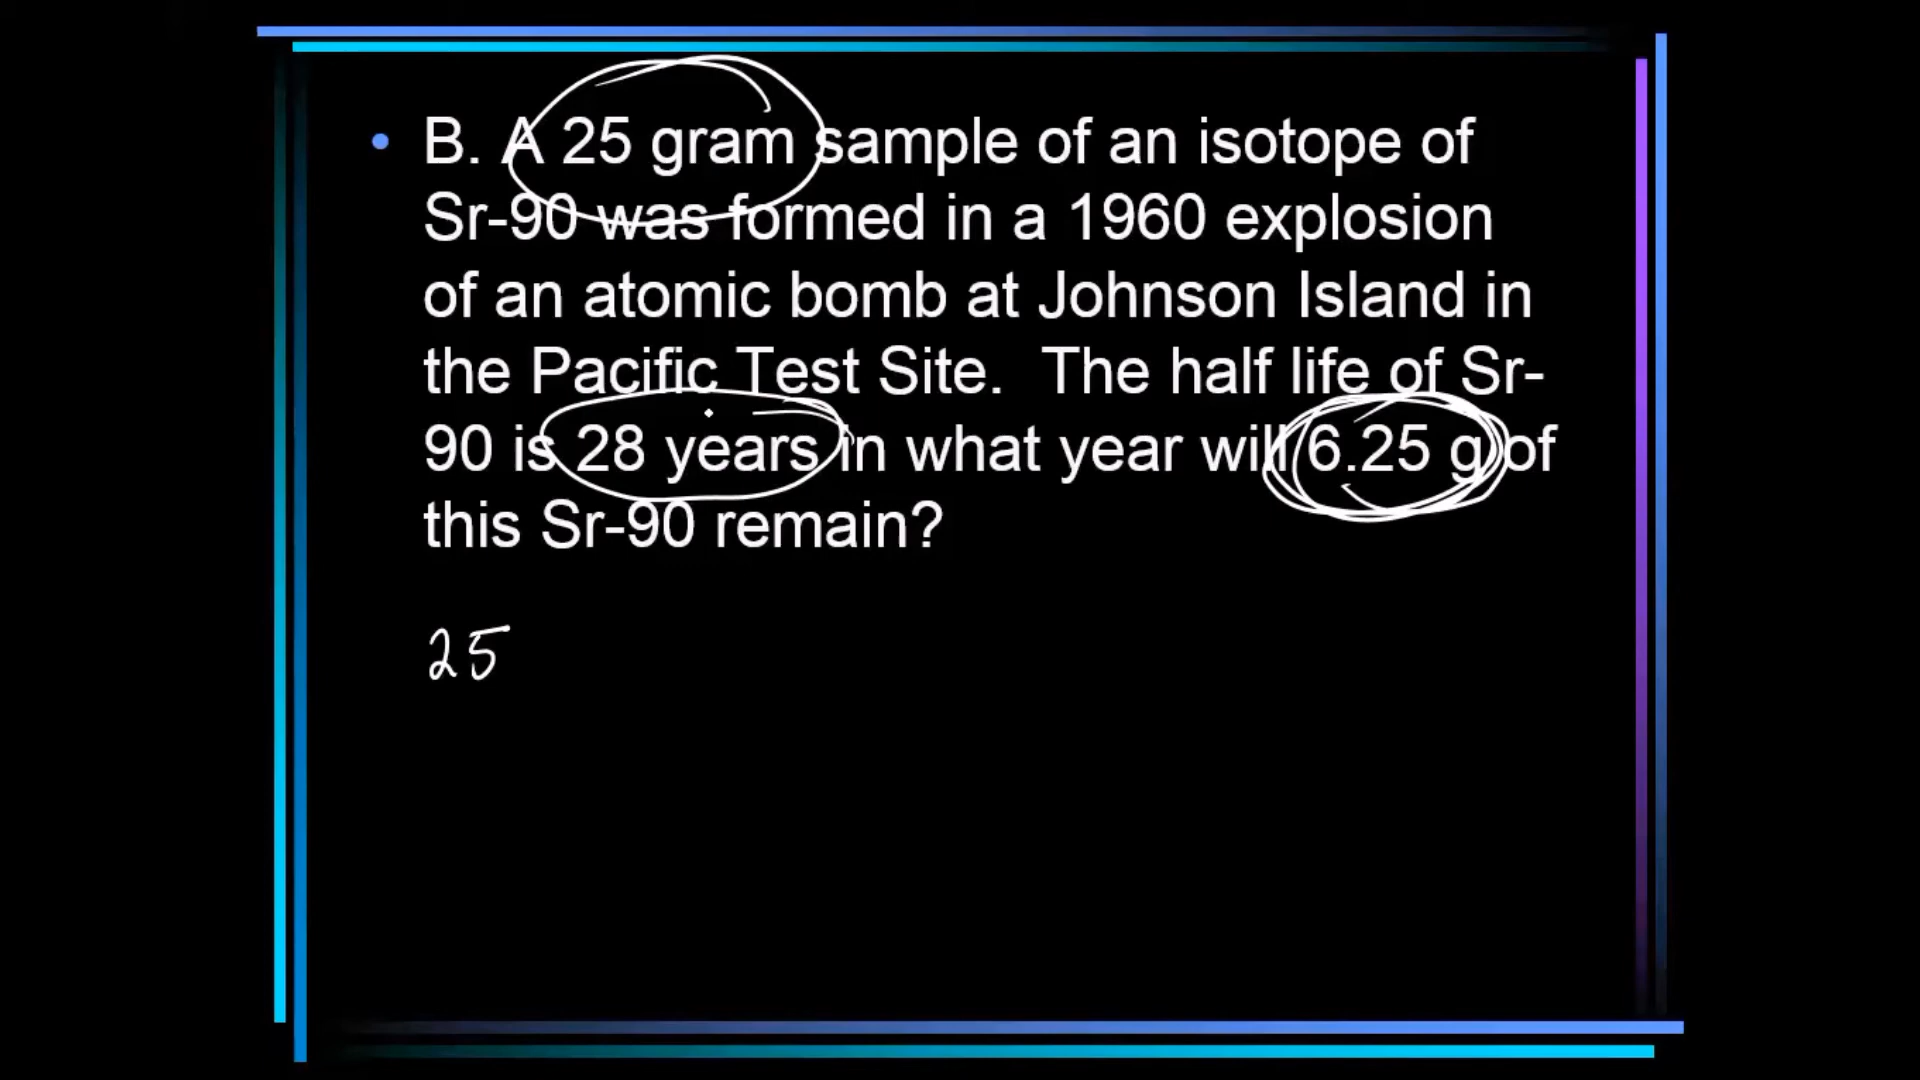 B. A 25 gram sample of an isotope of
Sr-90 was formed in a 1960 explosion
of an atomic bomb at Johnson Island in
the Pacific Test Site. The half life of Sr-
90 is 28 years in what year will 6.25 g of
this Sr-90 remain?
25